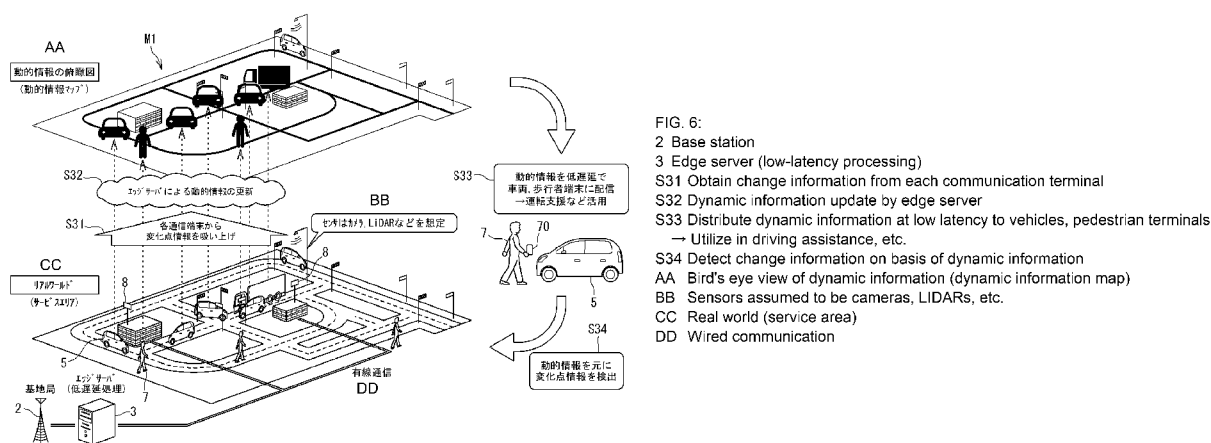 AA
M1
動的情報の俯瞰図
(動的情報マップ)
S32
エッジサーバによる動的情報の更新
S31
各通信端末から
変化点情報を吸い上げ
BB
センサはカメラ、LiDARなどを想定
CC
リアルワールド
(サービスエリア)
8
8
5
7
有線通信
DD
エッジサーバ
(低遅延処理)
基地局
2
3
S33
動的情報を低遅延で
車両、歩行者端末に配信
→運転支援など活用
7
70
5
S34
動的情報を元に
変化点情報を検出
FIG. 6:
2 Base station
3 Edge server (low-latency processing)
S31 Obtain change information from each communication terminal
S32 Dynamic information update by edge server
S33 Distribute dynamic information at low latency to vehicles, pedestrian terminals
→ Utilize in driving assistance, etc.
S34 Detect change information on basis of dynamic information
AA Bird's eye view of dynamic information (dynamic information map)
BB Sensors assumed to be cameras, LIDARs, etc.
CC Real world (service area)
DD Wired communication